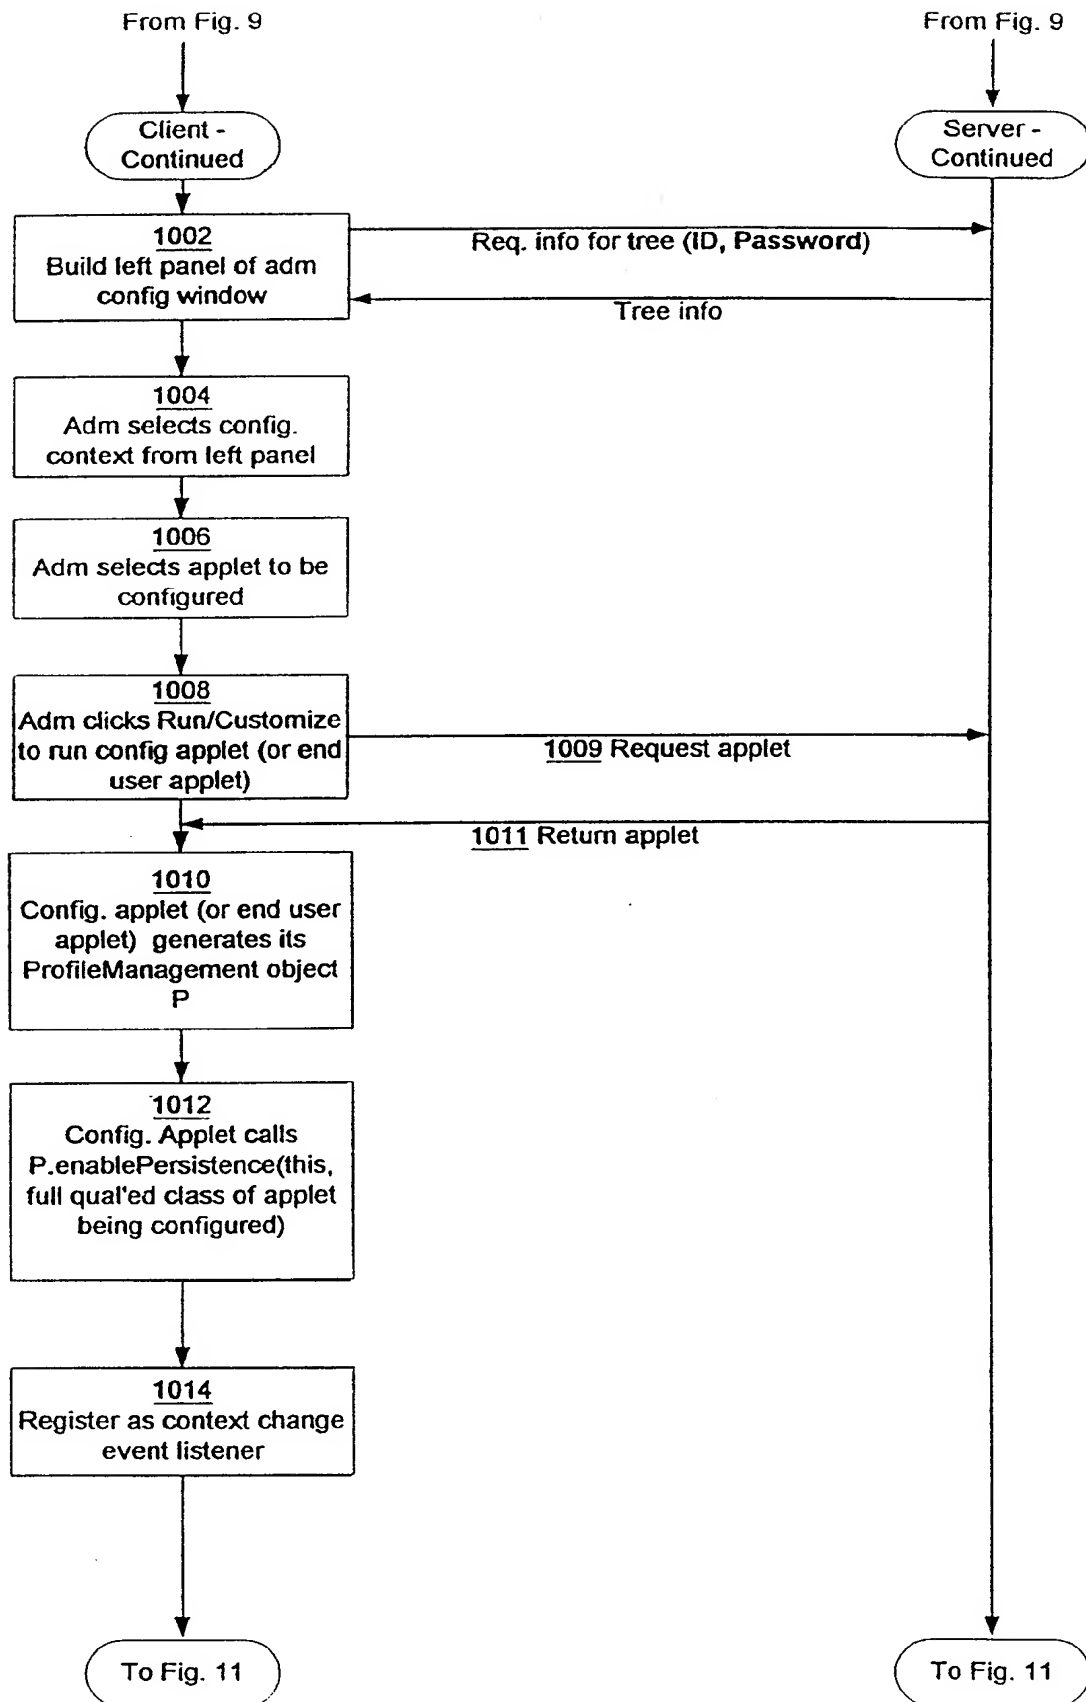 From Fig. 9
From Fig. 9
Client -
Continued
Server -
Continued
1002
Build left panel of adm
config window
Req. info for tree (ID, Password)
Tree info
1004
Adm selects config.
context from left panel
1006
Adm selects applet to be
configured
1008
Adm clicks Run/Customize
to run config applet (or end
user applet)
1009 Request applet
1011 Return applet
1010
Config. applet (or end user
applet) generates its
ProfileManagement object
P
1012
Config. Applet calls
P.enablePersistence(this,
full qual'ed class of applet
being configured)
1014
Register as context change
event listener
To Fig. 11
To Fig. 11